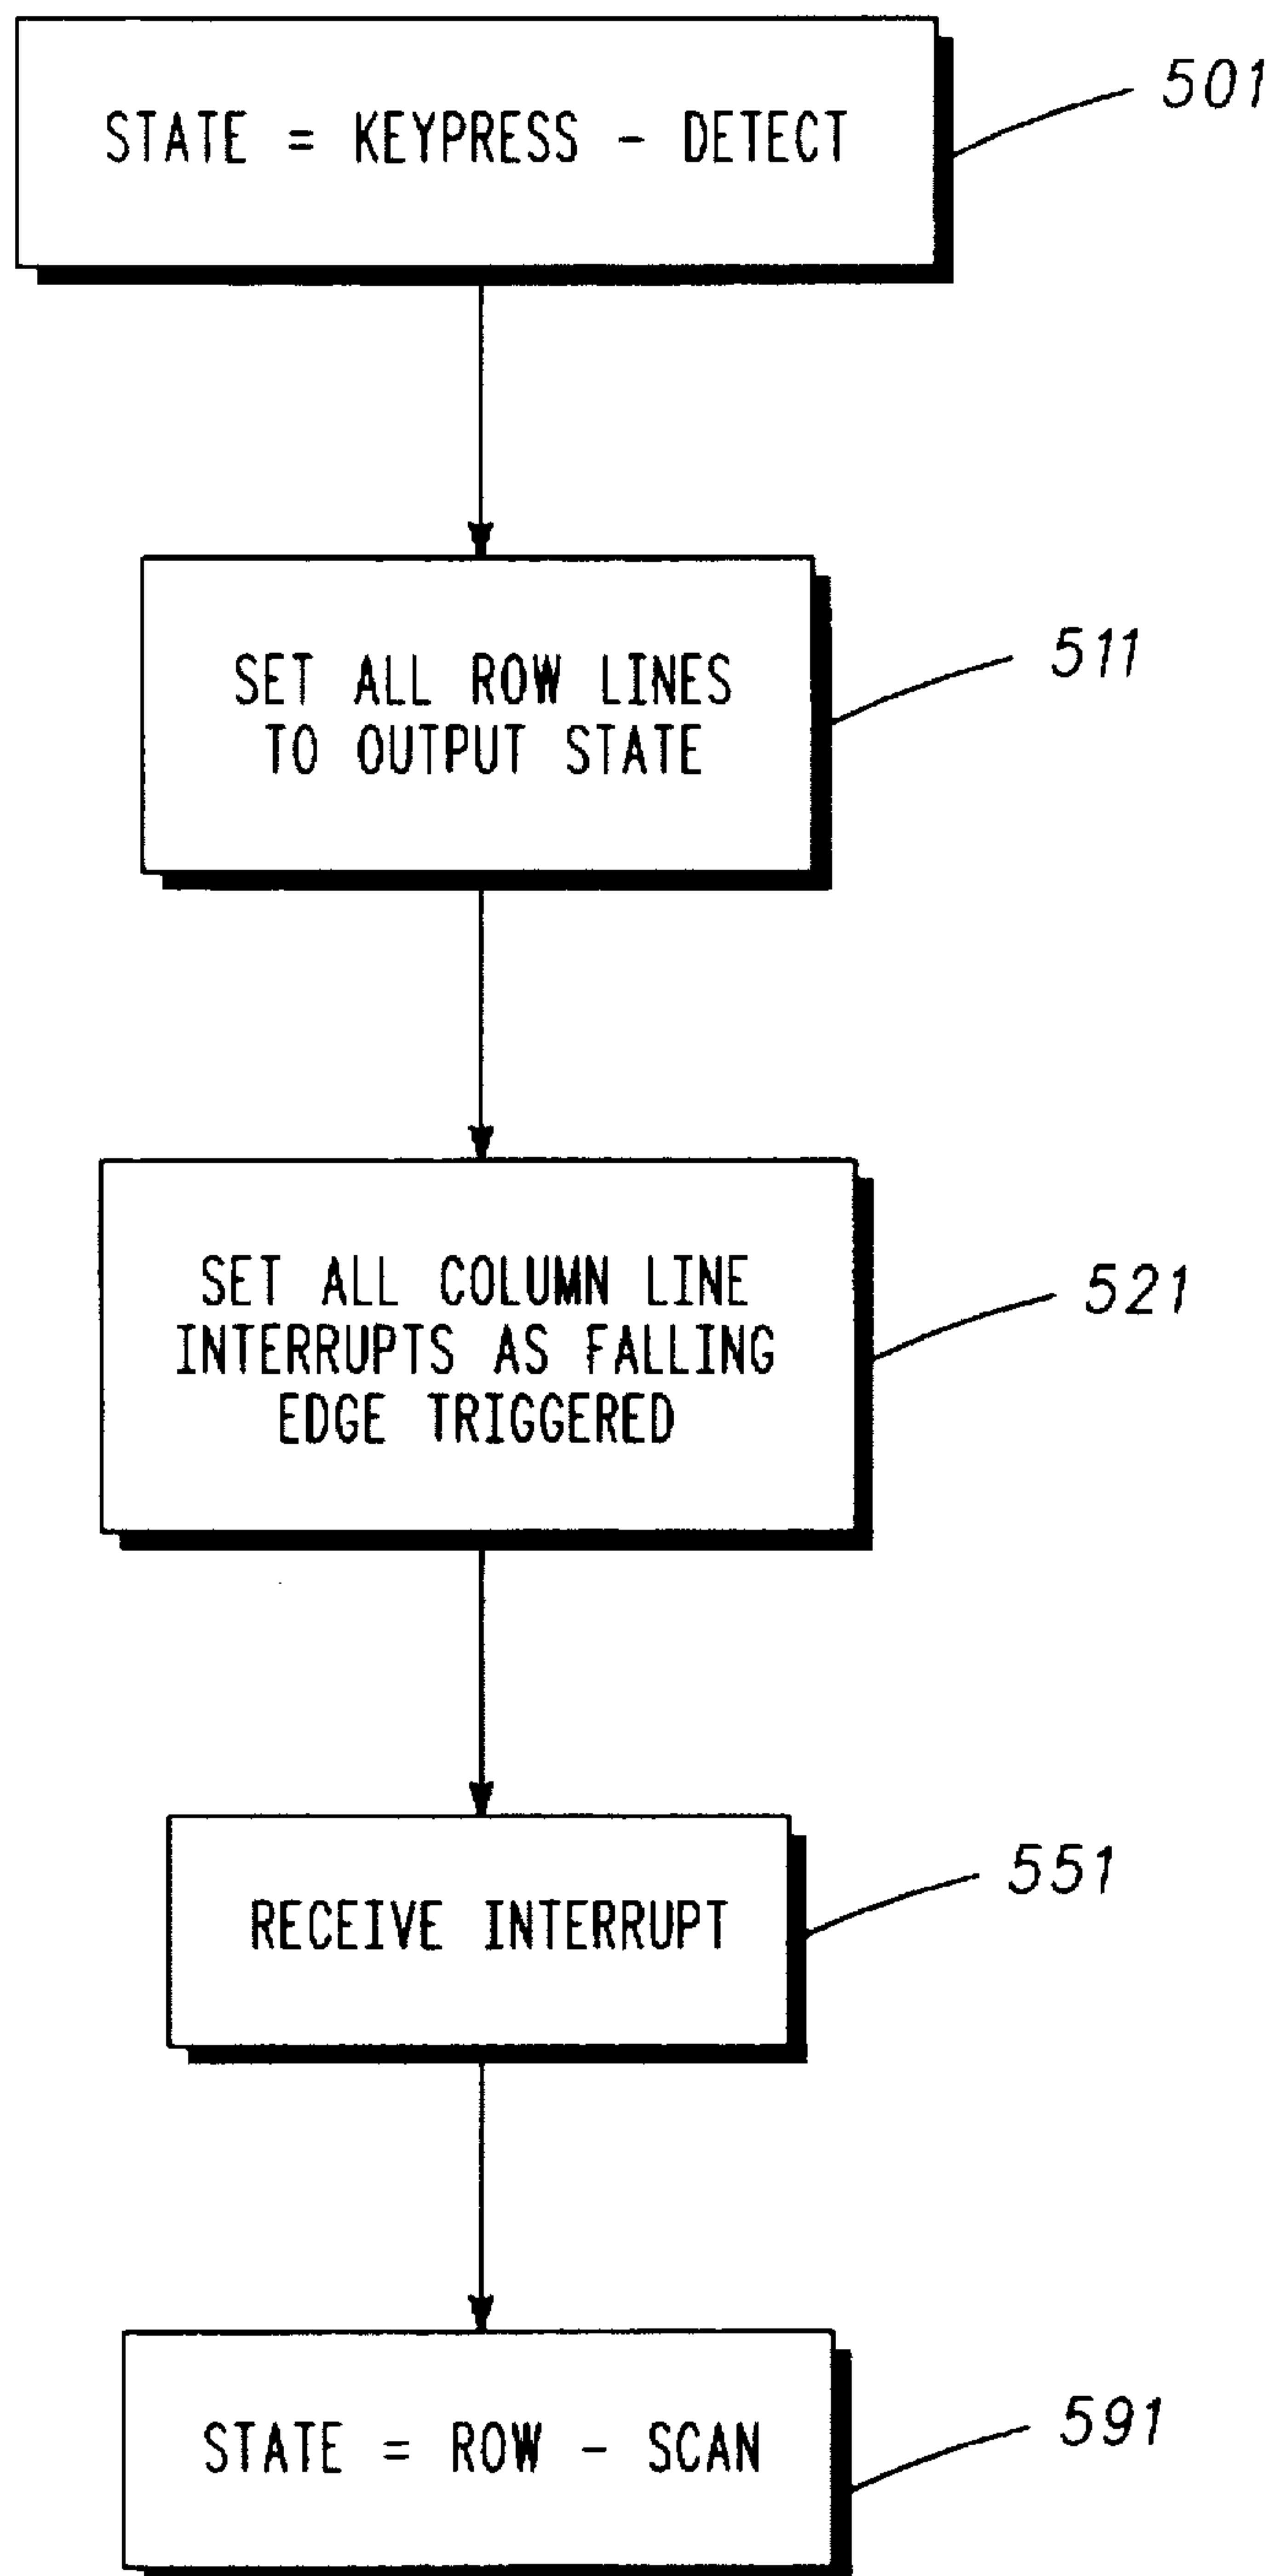 501
STATE = KEYPRESS - DETECT
511
SET ALL ROW LINES
TO OUTPUT STATE
521
SET ALL COLUMN LINE
INTERRUPTS AS FALLING
EDGE TRIGGERED
551
RECEIVE INTERRUPT
591
STATE = ROW - SCAN